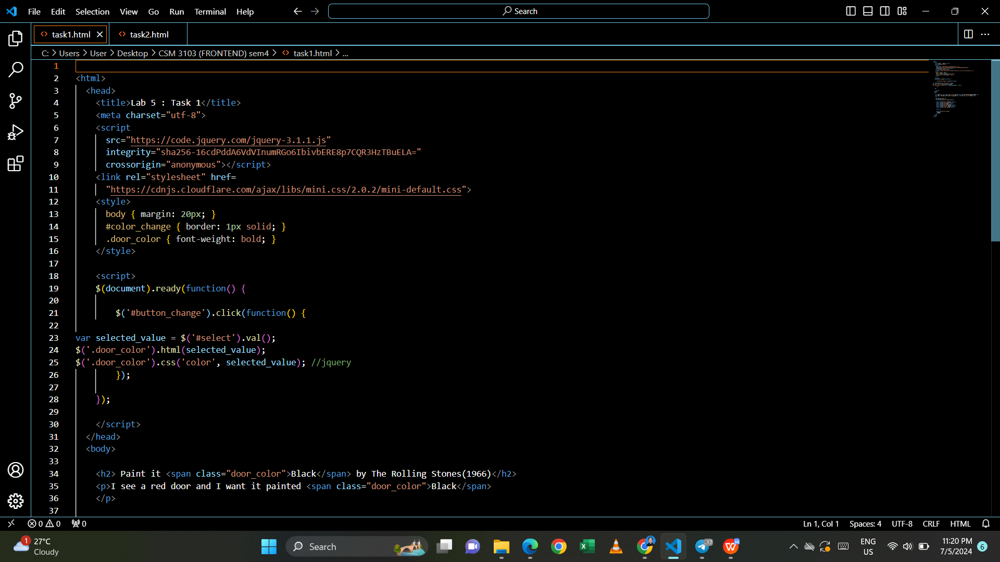 File Edit Selection View Go Run Terminal Help Search
task1.html task2.html
C: > Users > User > Desktop > CSM 3103 (FRONTEND) sem4 > task1.html > ...
1
2 <html>
3 <head>
4 <title>Lab 5 : Task 1</title>
5 <meta charset="utf-8">
6 <script
7 src="https://code.jquery.com/jquery-3.1.1.js"
8 integrity="sha256-16cdPddA6VdVInumRGo6IbivbERE8p7CQR3HzTBuELA="
9 crossorigin="anonymous"></script>
10 <link rel="stylesheet" href=
11 "https://cdnjs.cloudflare.com/ajax/libs/mini.css/2.0.2/mini-default.css">
12 <style>
13 body { margin: 20px; }
14 #color_change { border: 1px solid; }
15 .door_color { font-weight: bold; }
16 </style>
17
18 <script>
19 $(document).ready(function() {
20
21 $('#button_change').click(function() {
22
23 var selected_value = $('#select').val();
24 $('.door_color').html(selected_value);
25 $('.door_color').css('color', selected_value); //jquery
26 });
27
28 });
29
30 </script>
31 </head>
32 <body>
33
34 <h2> Paint it <span class="door_color">Black</span> by The Rolling Stones(1966)</h2>
35 <p>I see a red door and I want it painted <span class="door_color">Black</span>
36 </p>
37
0 0 0 Ln 1, Col 1 Spaces: 4 UTF-8 CRLF HTML
1 27°C
Cloudy
Search
17
ENG
US
11:20 PM
7/5/2024
6